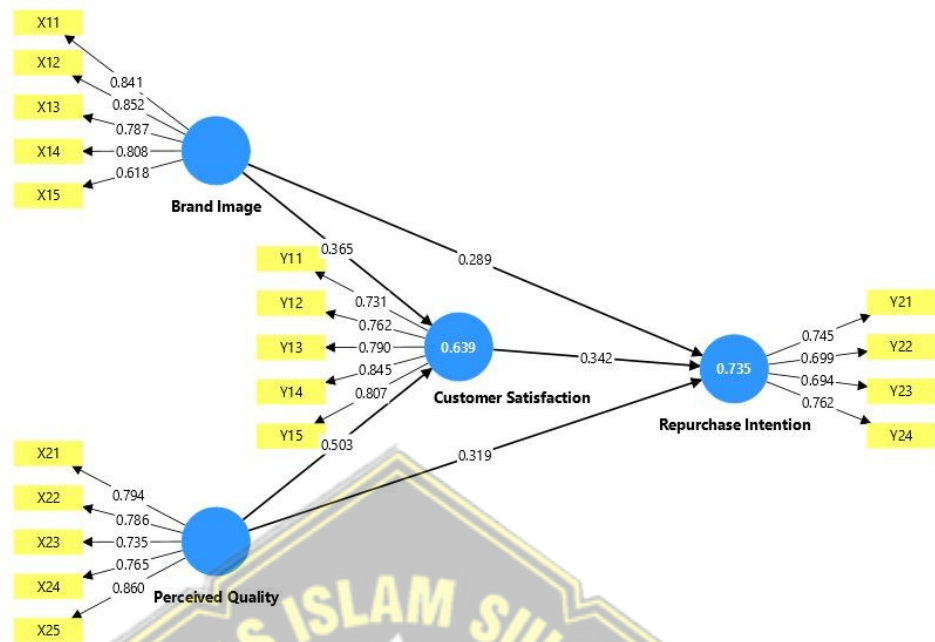 X11
X12
X13
X14
X15
0.841
0.852
0.787
0.808
0.618
Brand Image
0.365
0.289
Y11
Y12
Y13
Y14
Y15
0.731
0.762
0.790
0.845
0.807
0.639
Customer Satisfaction
0.342
0.735
Repurchase Intention
0.745
0.699
0.694
0.762
Y21
Y22
Y23
Y24
0.503
0.319
X21
X22
X23
X24
X25
0.794
0.786
0.735
0.765
0.860
Perceived Quality
S ISLAM SU